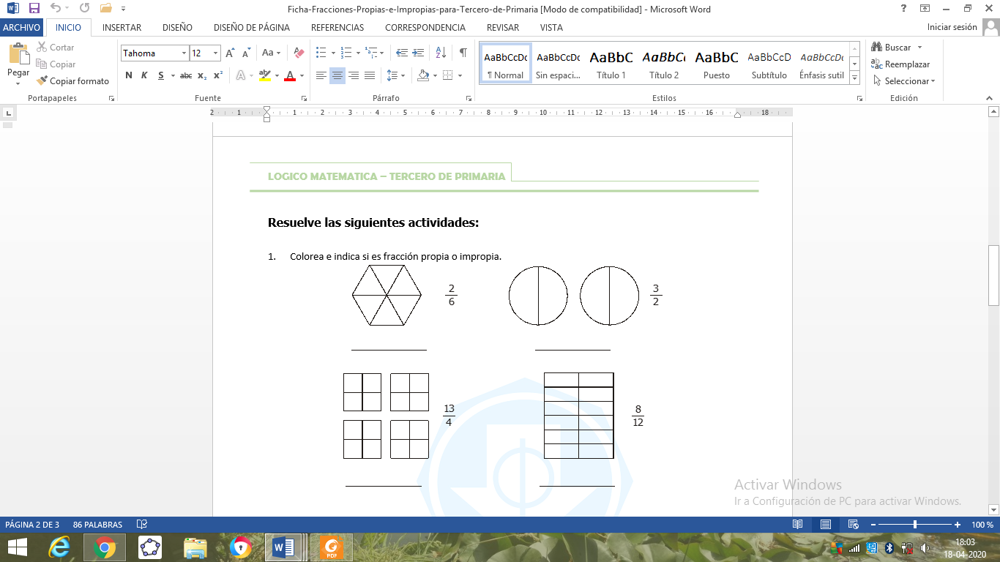 Ficha-Fracciones-Propias-e-Impropias-para-Tercero-de-Primaria [Modo de compatibilidad] - Microsoft Word
ARCHIVO INICIO INSERTAR DISEÑO DISEÑO DE PÁGINA REFERENCIAS CORRESPONDENCIA REVISAR VISTA Iniciar sesión
Pegar
Cortar
Copiar
Copiar formato
Portapapeles
Tahoma 12
N K S abc x₂ x²
Fuente
Párrafo
AaBbCcDc AaBbCcDc AaBbC AaBbCc AaBbC AaBbCcD AaBbCcDc
¶ Normal Sin espaci... Título 1 Título 2 Puesto Subtítulo Énfasis sutil
Estilos
Buscar
Reemplazar
Seleccionar
Edición
2 1 1 2 3 4 5 6 7 8 9 10 11 12 13 14 15 16 18
LOGICO MATEMATICA – TERCERO DE PRIMARIA
Resuelve las siguientes actividades:
1. Colorea e indica si es fracción propia o impropia.
2
6
3
2
13
4
8
12
Activar Windows
Ir a Configuración de PC para activar Windows.
PÁGINA 2 DE 3 86 PALABRAS 100 %
PDF
18:03
18-04-2020